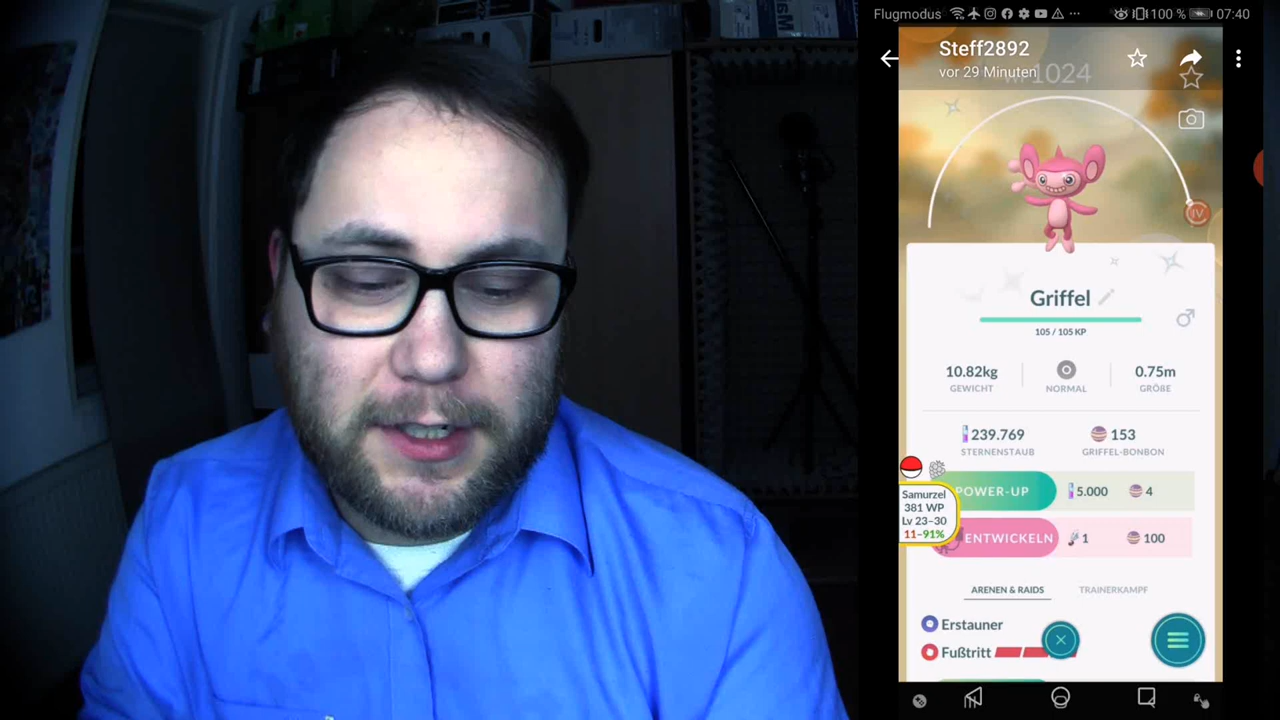 Flugmodus 100 % 07:40
Steff2892
vor 29 Minuten
1024
IV
Griffel
105 / 105 KP
10.82kg
GEWICHT
NORMAL
0.75m
GRÖßE
239.769
STERNENSTAUB
153
GRIFFEL-BONBON
POWER-UP 5.000 4
Samurzel
381 WP
Lv 23–30
11–91%
ENTWICKELN 1 100
ARENEN & RAIDS TRAINERKAMPF
Erstauner
Fußtritt